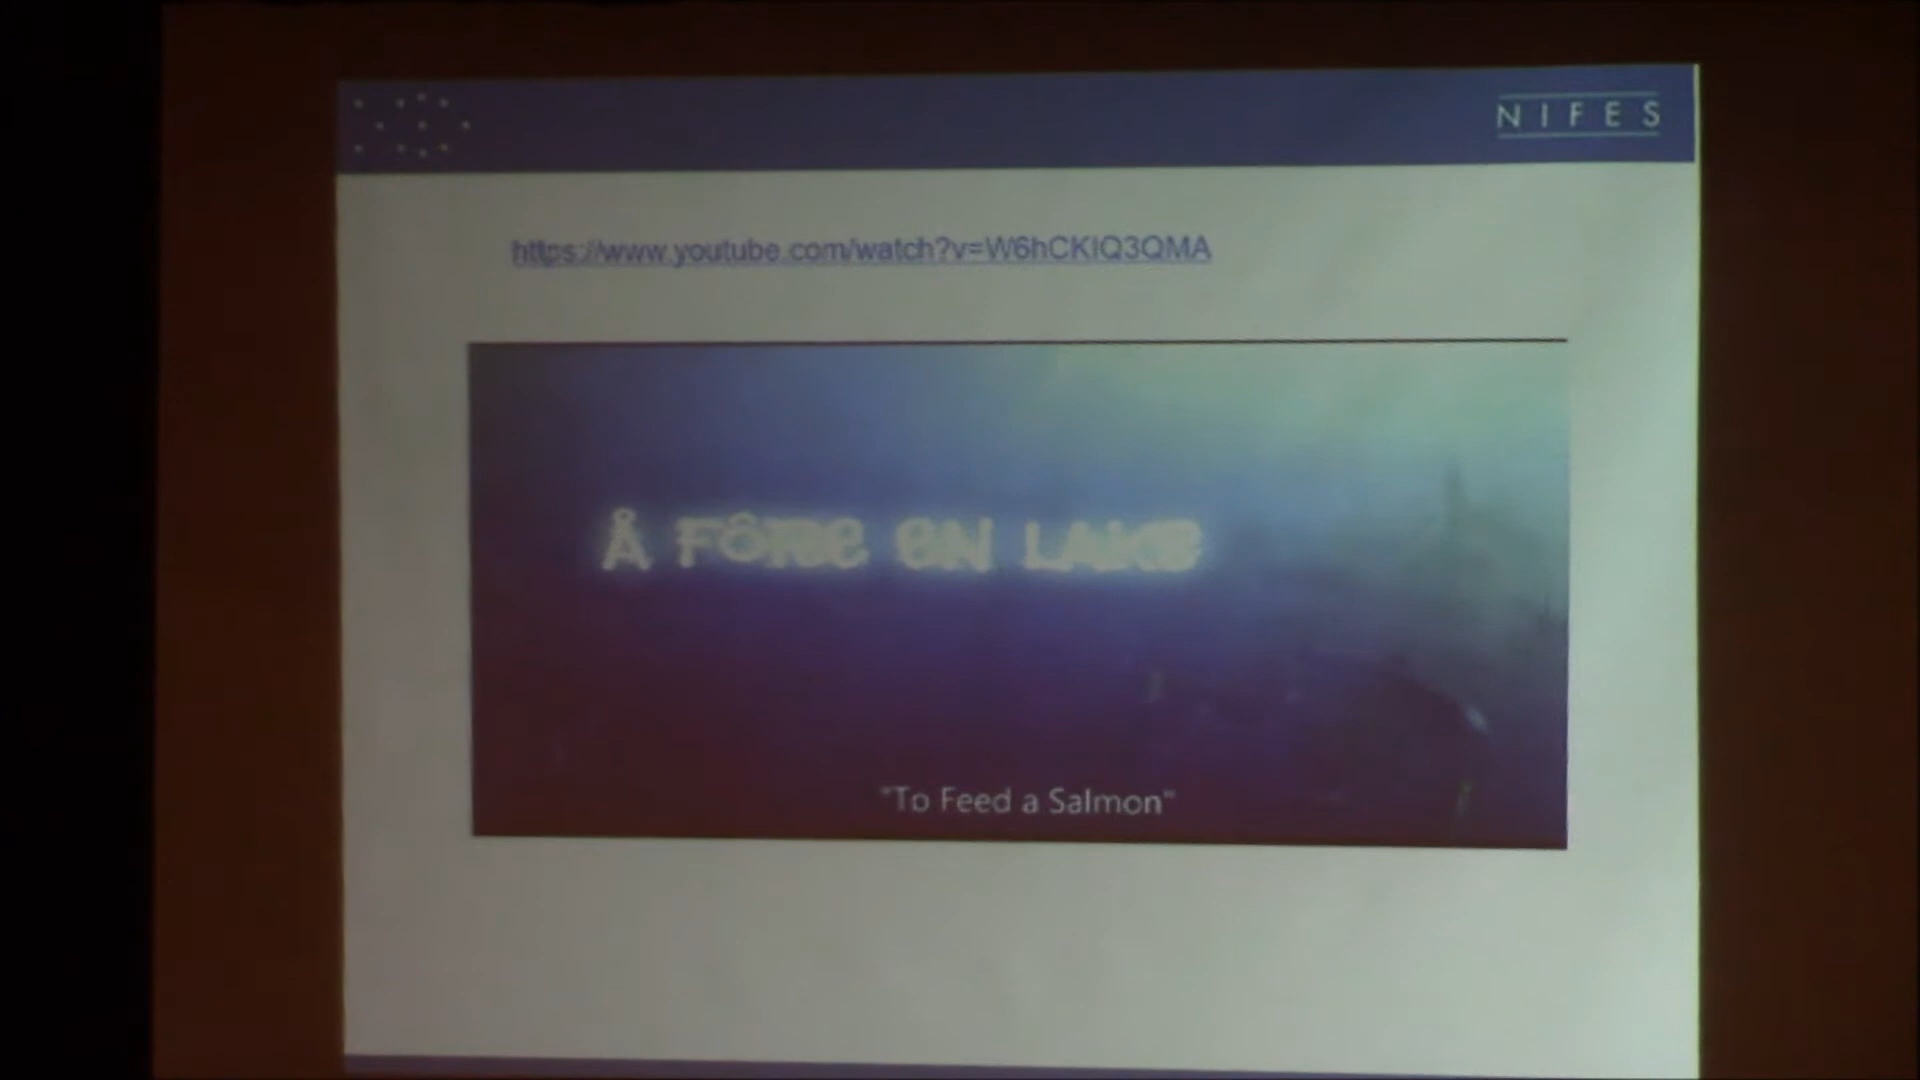 NIFES
https://www.youtube.com/watch?v=W6hCKIQ3QMA
Å FÔRE EN LAKS
"To Feed a Salmon"